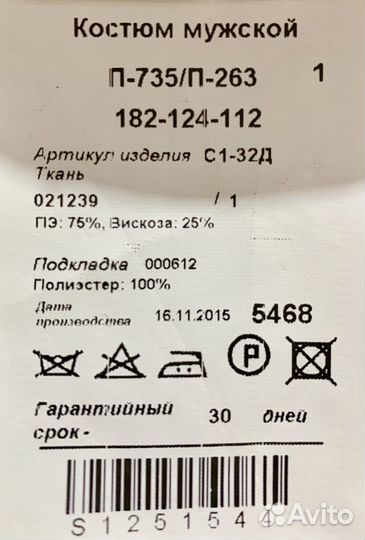 Костюм мужской
П-735/П-263 1
182-124-112
Артикул изделия С1-32Д
Ткань
021239 / 1
ПЭ: 75%, Вискоза: 25%
Подкладка 000612
Полиэстер: 100%
Дата производства 16.11.2015 5468
P
Гарантийный срок - 30 дней
S1251544
Avito